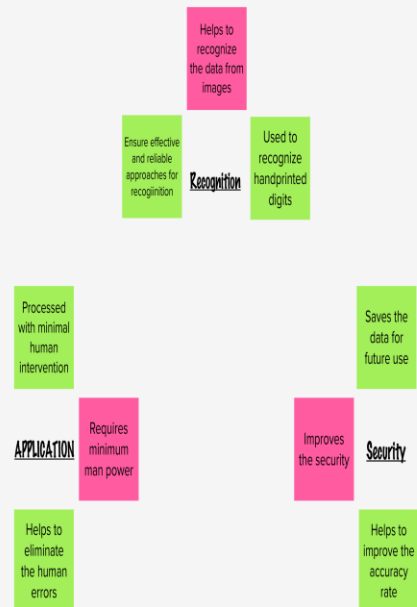 Helps to
recognize
the data from
images
Ensure effective
and reliable
approaches for
recogiinition
Recognition
Used to
recognize
handprinted
digits
Processed
with minimal
human
intervention
Saves the
data for
future use
APPLICATION
Requires
minimum
man power
Improves
the security
Security
Helps to
eliminate
the human
errors
Helps to
improve the
accuracy
rate